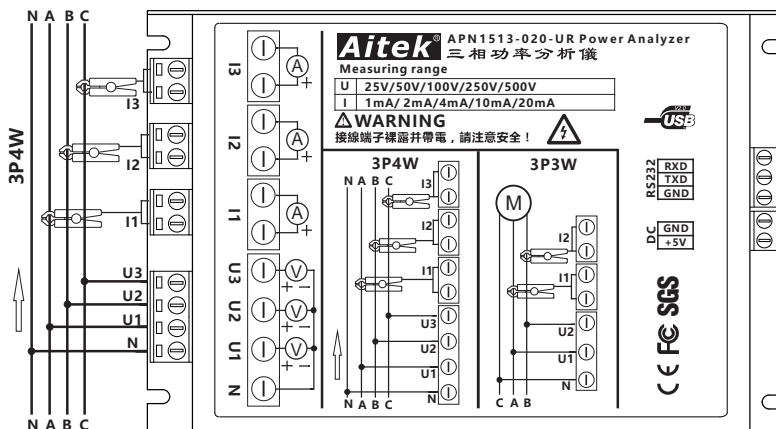 N A B C
3P4W
I3
I2
I1
U3
U2
U1
N
N A B C
I3
A
+
I2
A
+
I1
A
+
U3
V
+ −
U2
V
+ −
U1
V
+ −
N
Aitek® APN1513-020-UR Power Analyzer
三相功率分析儀
Measuring range
U 25V/50V/100V/250V/500V
I 1mA/ 2mA/4mA/10mA/20mA
WARNING
接線端子裸露并帶電，請注意安全！
3P4W
N A B C
I3
I2
I1
U3
U2
U1
N
N A B C
3P3W
M
I2
I1
U2
U1
N
C A B
V2.0
USB
RS232
RXD
TXD
GND
DC
GND
+5V
CE FC SGS